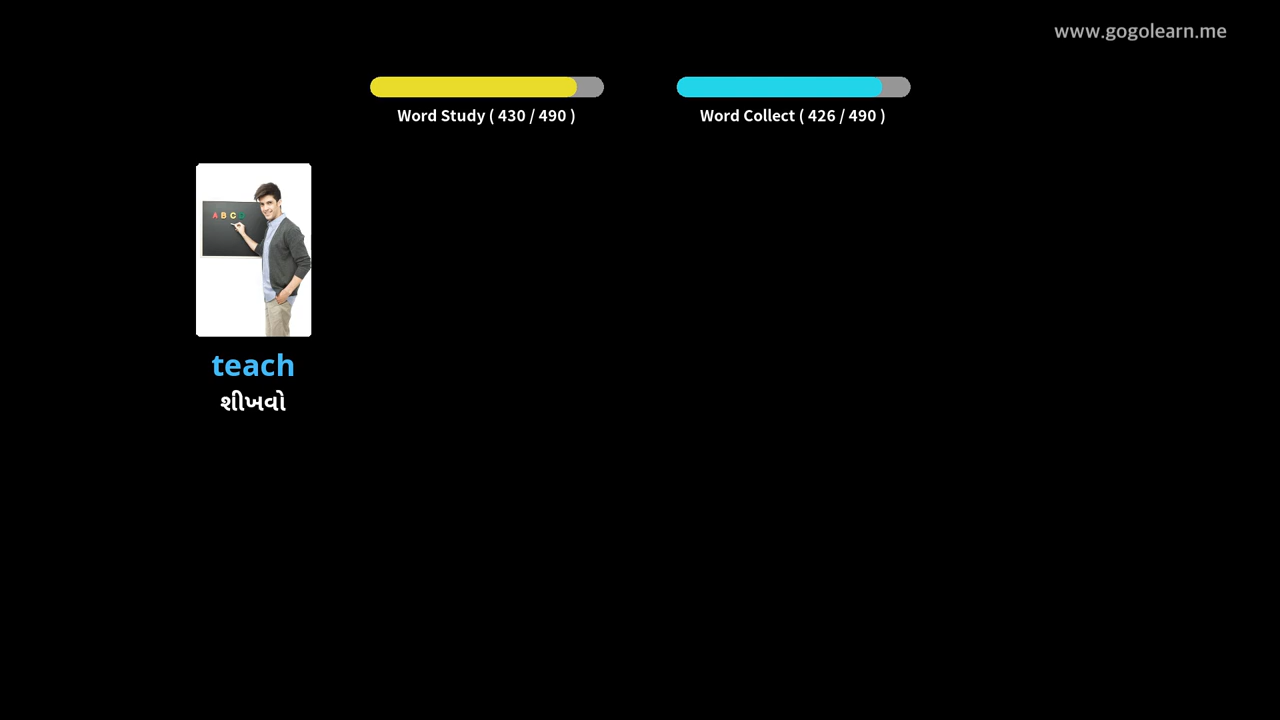 www.gogolearn.me
Word Study ( 430 / 490 )
Word Collect ( 426 / 490 )
A B C D
teach
શીખવો